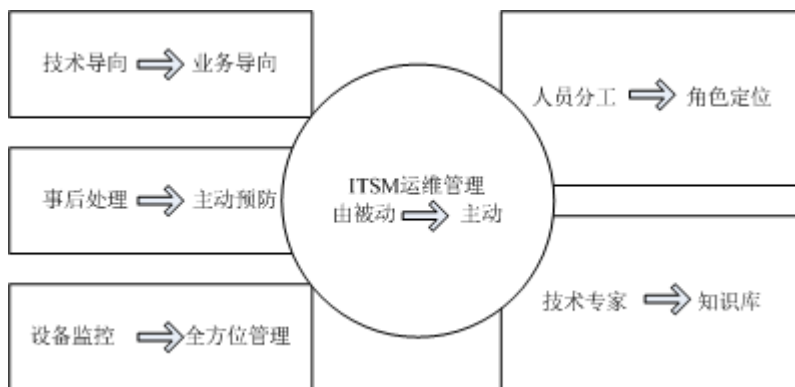 技术导向 业务导向
事后处理 主动预防
设备监控 全方位管理
ITSM运维管理
由被动 主动
人员分工 角色定位
技术专家 知识库